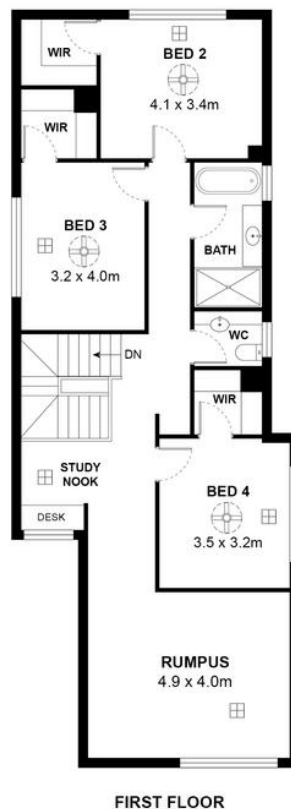 WIR
BED 2
4.1 x 3.4m
WIR
BED 3
3.2 x 4.0m
BATH
DN
WC
WIR
STUDY
NOOK
BED 4
DESK
3.5 x 3.2m
RUMPUS
4.9 x 4.0m
FIRST FLOOR